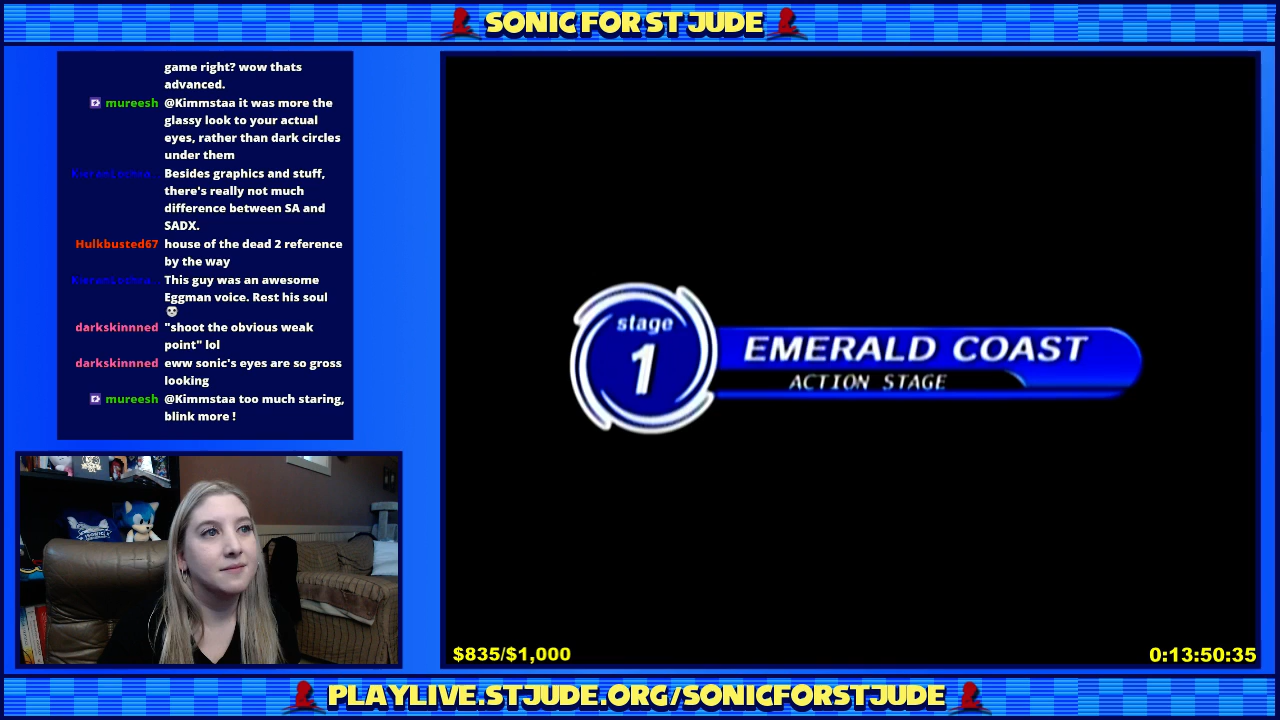 SONIC FOR ST JUDE
game right? wow thats
advanced.
mureesh @Kimmstaa it was more the
glassy look to your actual
eyes, rather than dark circles
under them
Besides graphics and stuff,
there's really not much
difference between SA and
SADX.
Hulkbusted67 house of the dead 2 reference
by the way
This guy was an awesome
Eggman voice. Rest his soul
darkskinnned "shoot the obvious weak
point" lol
darkskinnned eww sonic's eyes are so gross
looking
mureesh @Kimmstaa too much staring,
blink more !
stage
1
EMERALD COAST
ACTION STAGE
$835/$1,000
0:13:50:35
PLAYLIVE.STJUDE.ORG/SONICFORSTJUDE